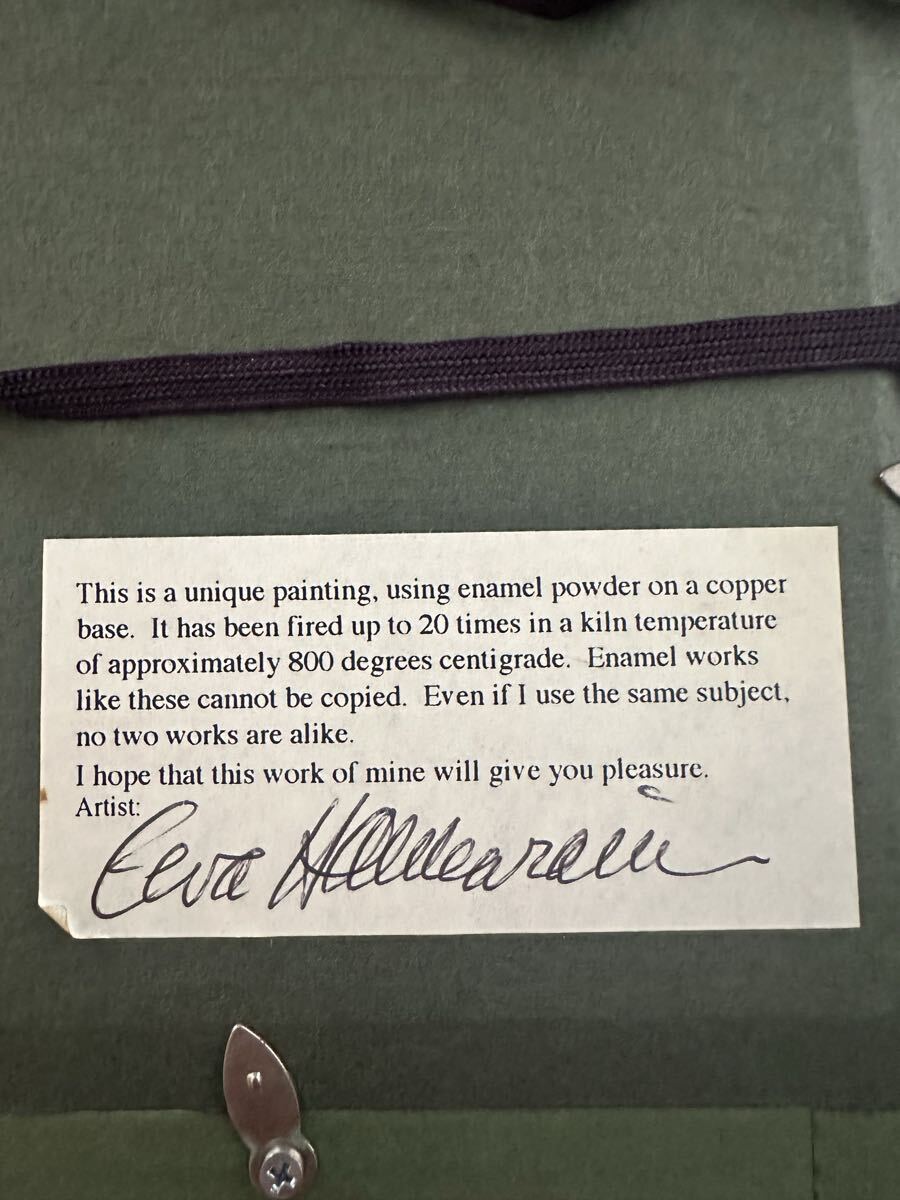 This is a unique painting, using enamel powder on a copper
base. It has been fired up to 20 times in a kiln temperature
of approximately 800 degrees centigrade. Enamel works
like these cannot be copied. Even if I use the same subject,
no two works are alike.
I hope that this work of mine will give you pleasure.
Artist: